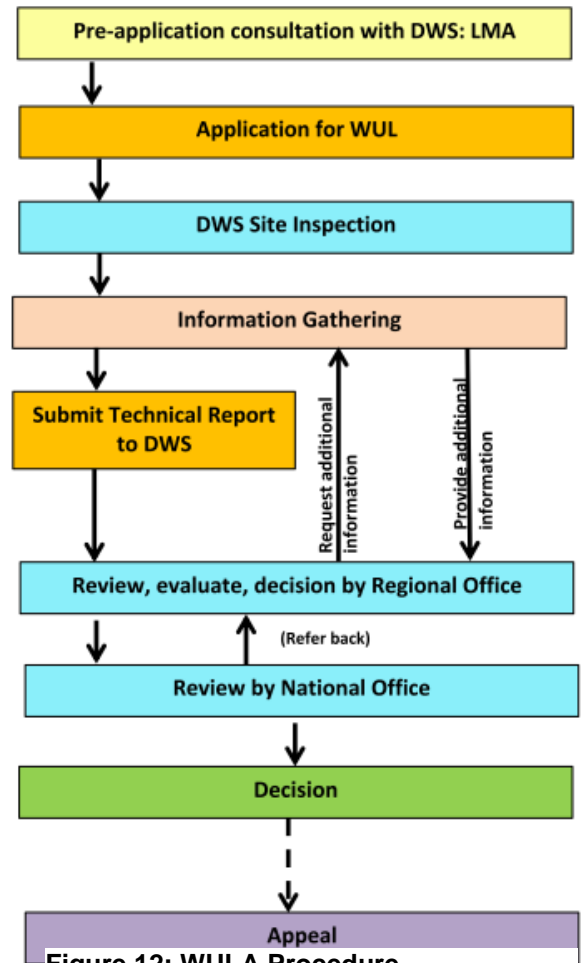 Pre-application consultation with DWS: LMA
Application for WUL
DWS Site Inspection
Information Gathering
Submit Technical Report
to DWS
Request additional
information
Provide additional
information
Review, evaluate, decision by Regional Office
(Refer back)
Review by National Office
Decision
Appeal
Figure 12: WULA Procedure